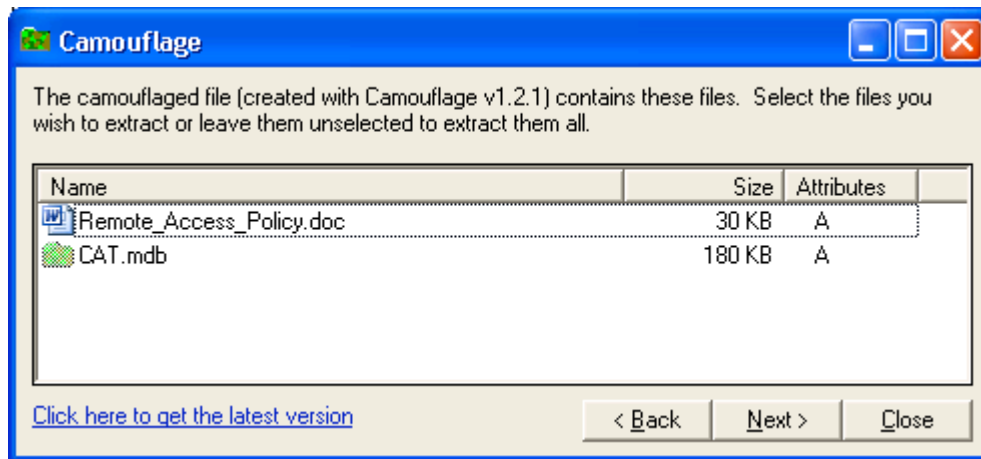 Camouflage
The camouflaged file (created with Camouflage v1.2.1) contains these files.  Select the files you
wish to extract or leave them unselected to extract them all.
Name Size Attributes
Remote_Access_Policy.doc 30 KB A
CAT.mdb 180 KB A
Click here to get the latest version < Back Next > Close